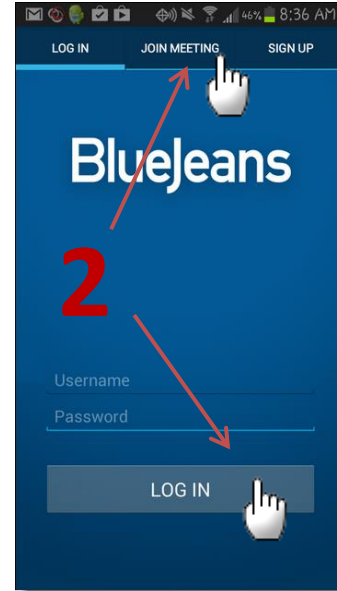 46% 8:36 AM
LOG IN JOIN MEETING SIGN UP
BlueJeans
2
Username
Password
LOG IN